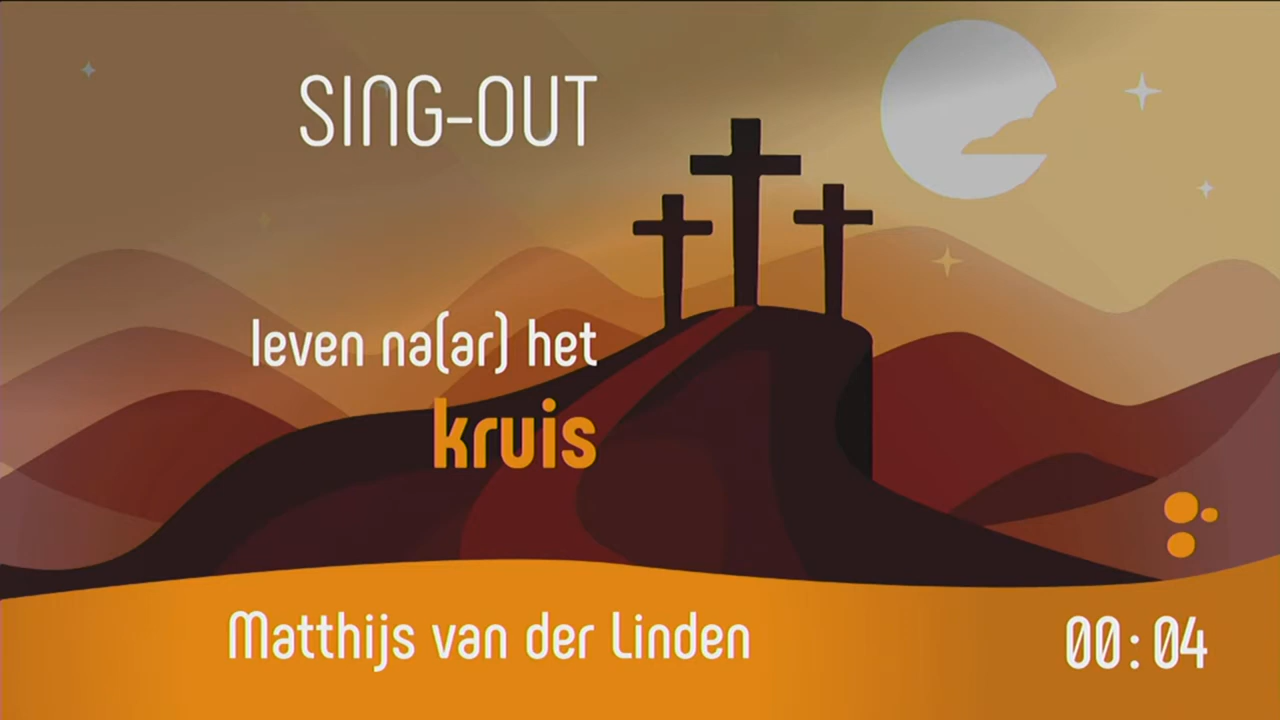 SING-OUT
leven na(ar) het
kruis
Matthijs van der Linden
00:04